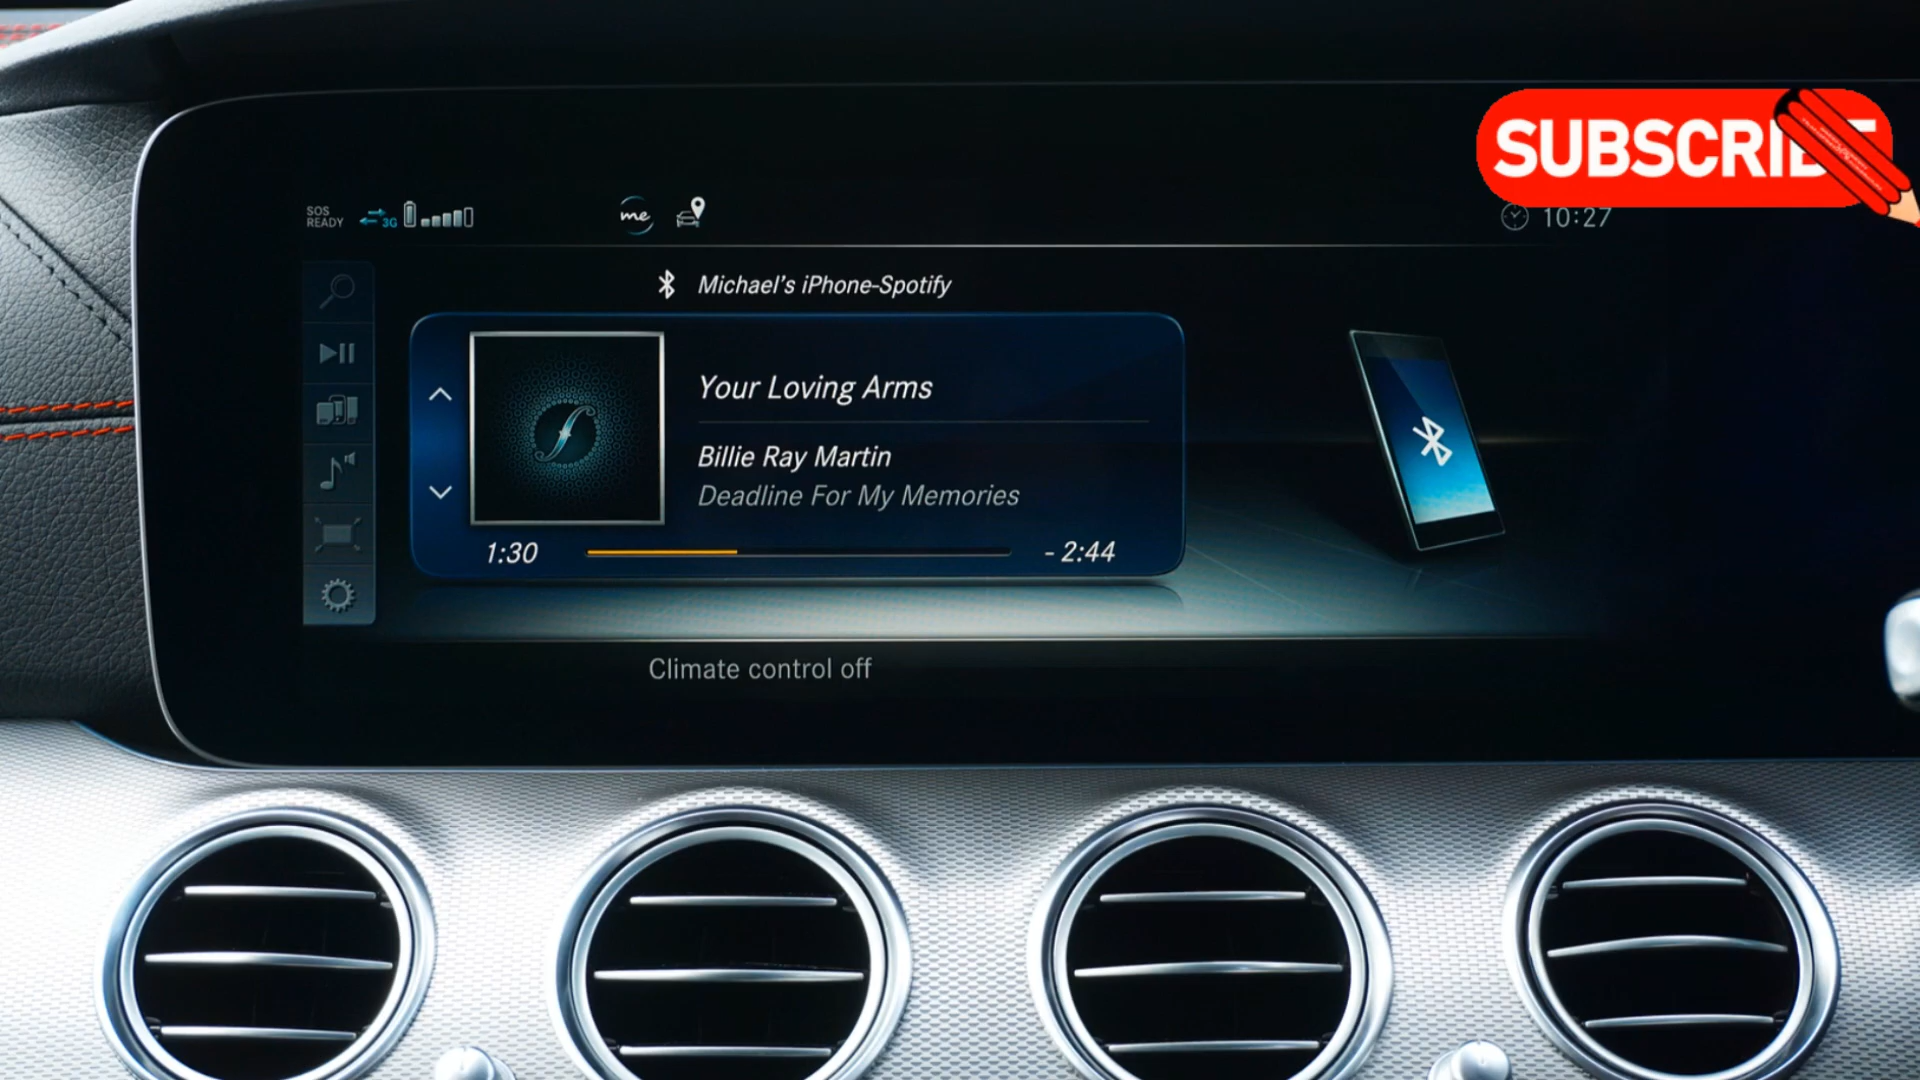 SUBSCRIBE
SOS
READY
3G
me
10:27
Michael's iPhone-Spotify
Your Loving Arms
Billie Ray Martin
Deadline For My Memories
1:30
- 2:44
Climate control off